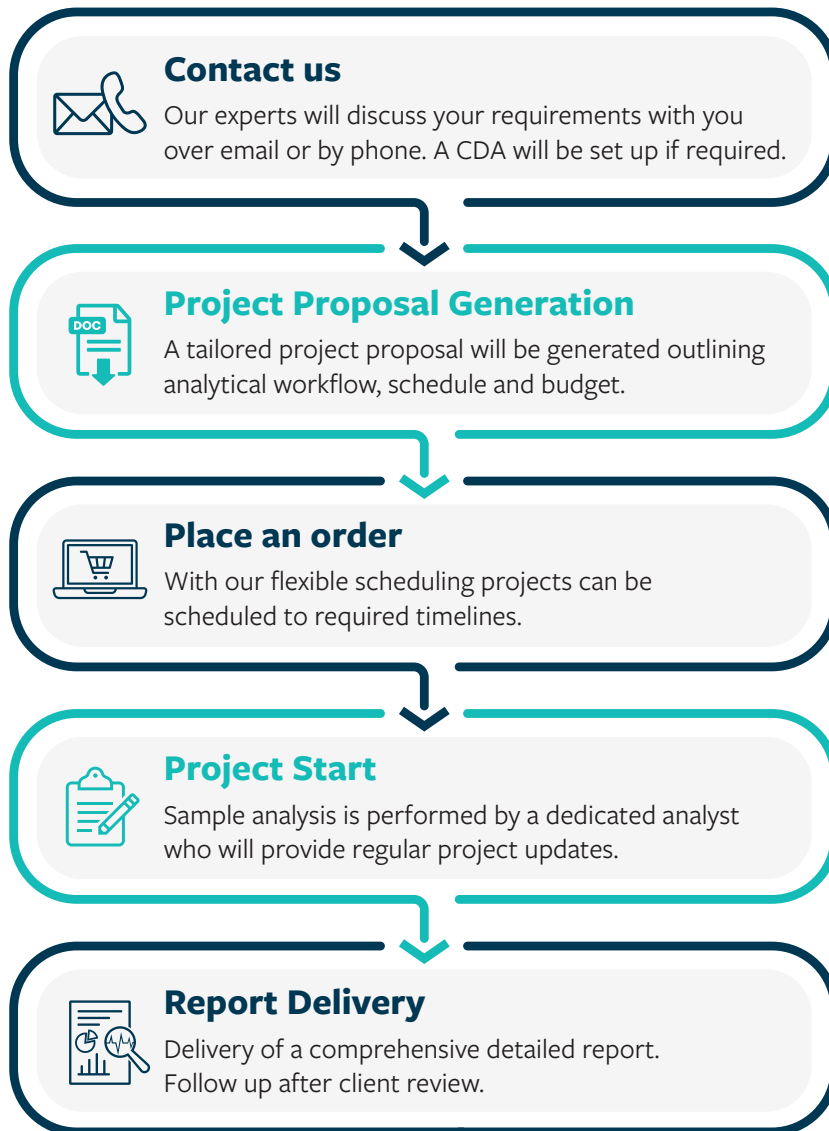 Contact us
Our experts will discuss your requirements with you
over email or by phone. A CDA will be set up if required.
DOC
Project Proposal Generation
A tailored project proposal will be generated outlining
analytical workflow, schedule and budget.
Place an order
With our flexible scheduling projects can be
scheduled to required timelines.
Project Start
Sample analysis is performed by a dedicated analyst
who will provide regular project updates.
Report Delivery
Delivery of a comprehensive detailed report.
Follow up after client review.